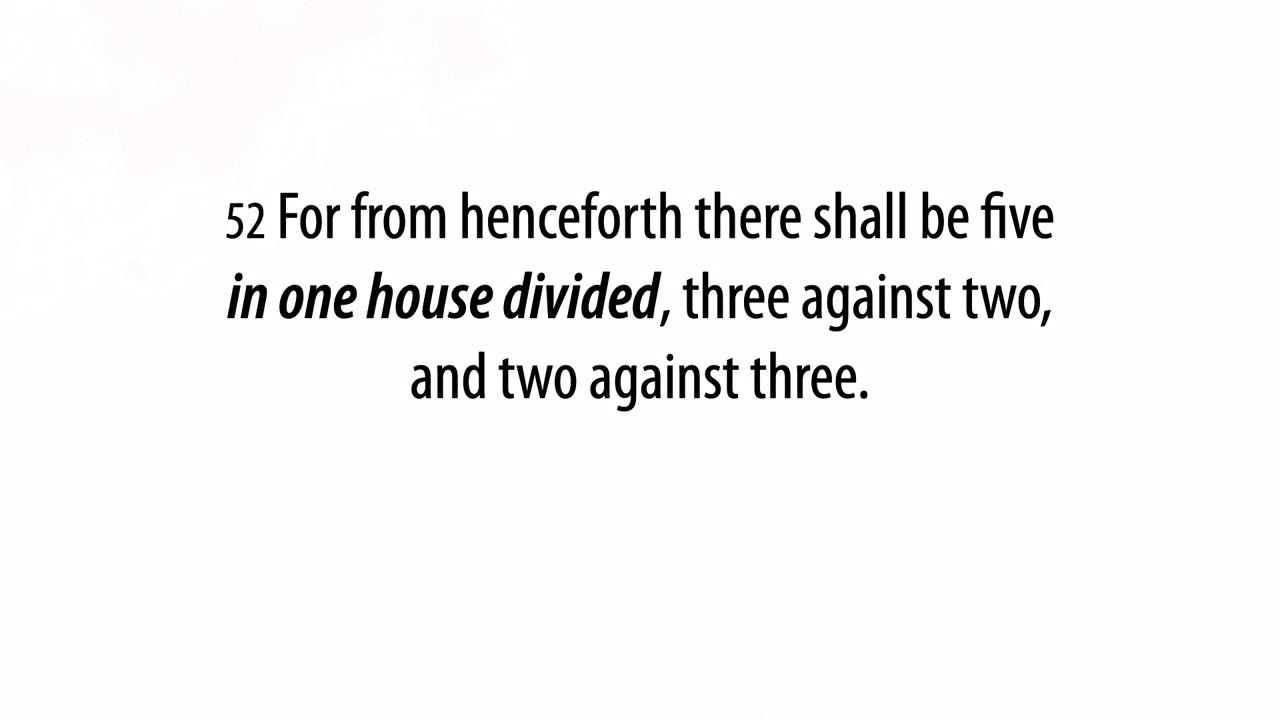 52 For from henceforth there shall be five
in one house divided, three against two,
and two against three.